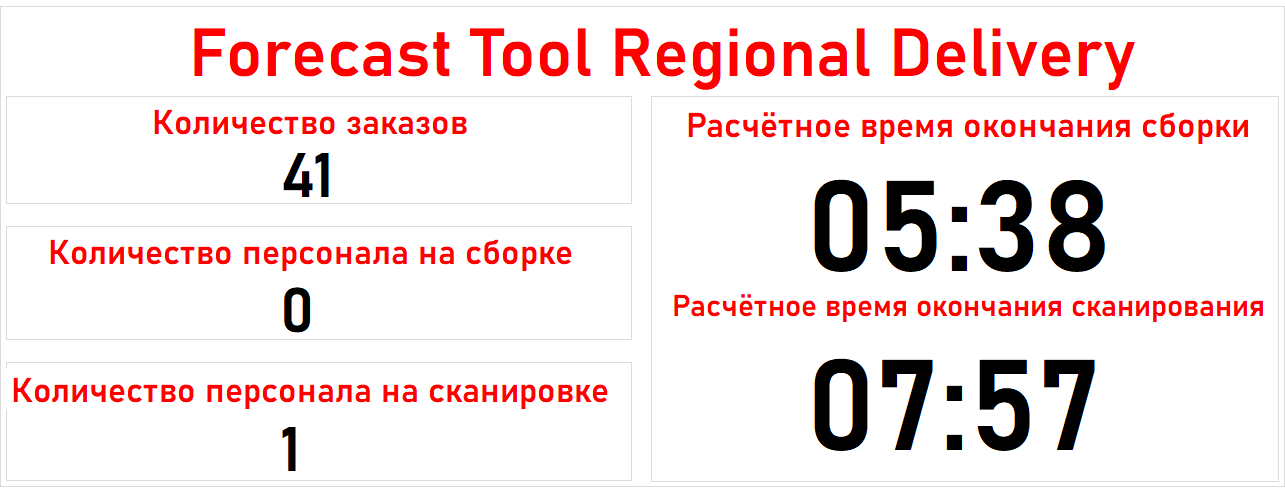 Forecast Tool Regional Delivery
Количество заказов
41
Количество персонала на сборке
0
Количество персонала на сканировке
1
Расчётное время окончания сборки
05:38
Расчётное время окончания сканирования
07:57